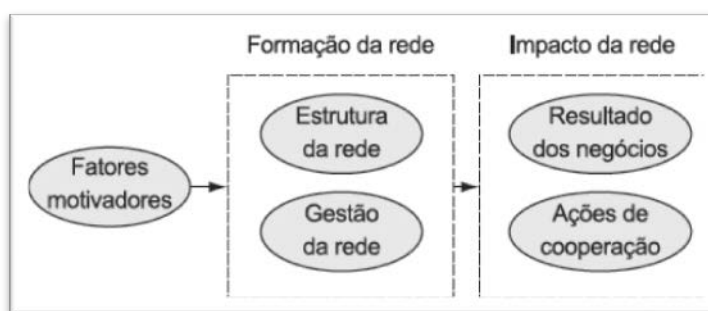 Formação da rede
Impacto da rede
Fatores
motivadores
Estrutura
da rede
Gestão
da rede
Resultado
dos negócios
Ações de
cooperação